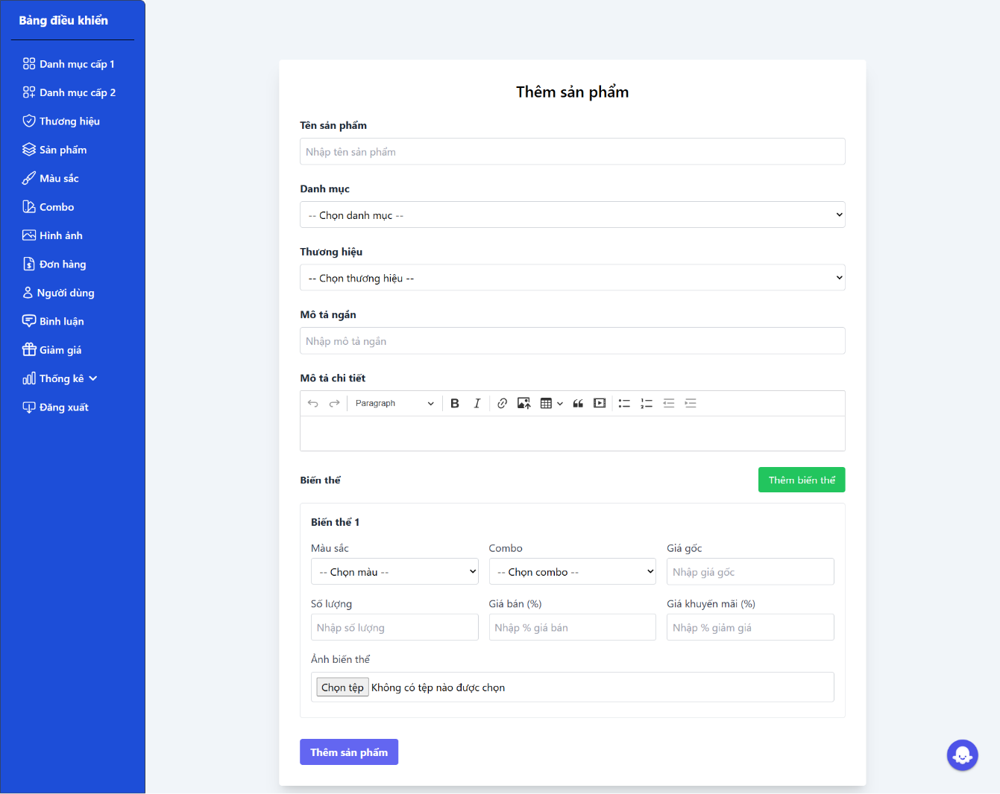 Bảng điều khiển
Danh mục cấp 1
Danh mục cấp 2
Thương hiệu
Sản phẩm
Màu sắc
Combo
Hình ảnh
Đơn hàng
Người dùng
Bình luận
Giảm giá
Thống kê
Đăng xuất
Thêm sản phẩm
Tên sản phẩm
Nhập tên sản phẩm
Danh mục
-- Chọn danh mục --
Thương hiệu
-- Chọn thương hiệu --
Mô tả ngắn
Nhập mô tả ngắn
Mô tả chi tiết
Paragraph B I
Biến thể Thêm biến thể
Biến thể 1
Màu sắc Combo Giá gốc
-- Chọn màu -- -- Chọn combo -- Nhập giá gốc
Số lượng Giá bán (%) Giá khuyến mãi (%)
Nhập số lượng Nhập % giá bán Nhập % giảm giá
Ảnh biến thể
Chọn tệp Không có tệp nào được chọn
Thêm sản phẩm